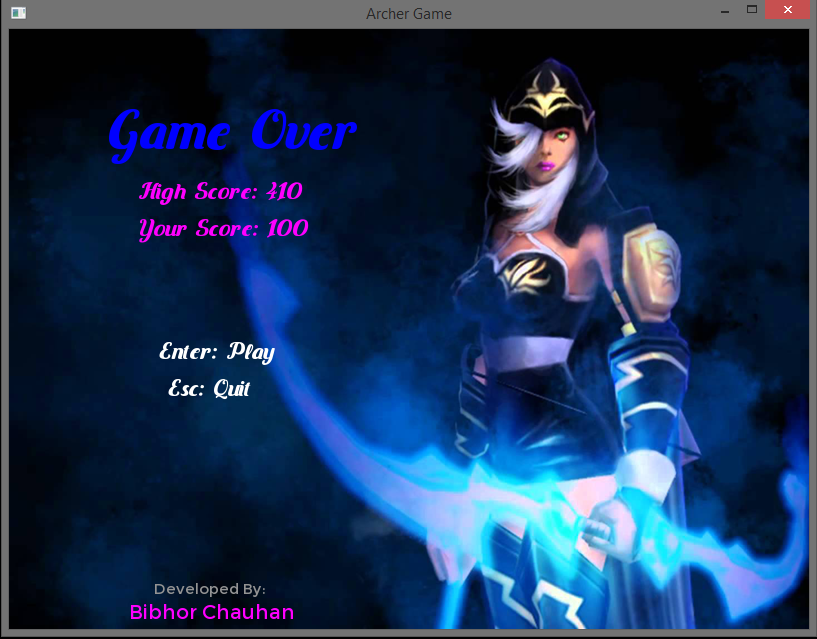 Archer Game
Game Over
High Score: 410
Your Score: 100
Enter: Play
Esc: Quit
Developed By:
Bibhor Chauhan